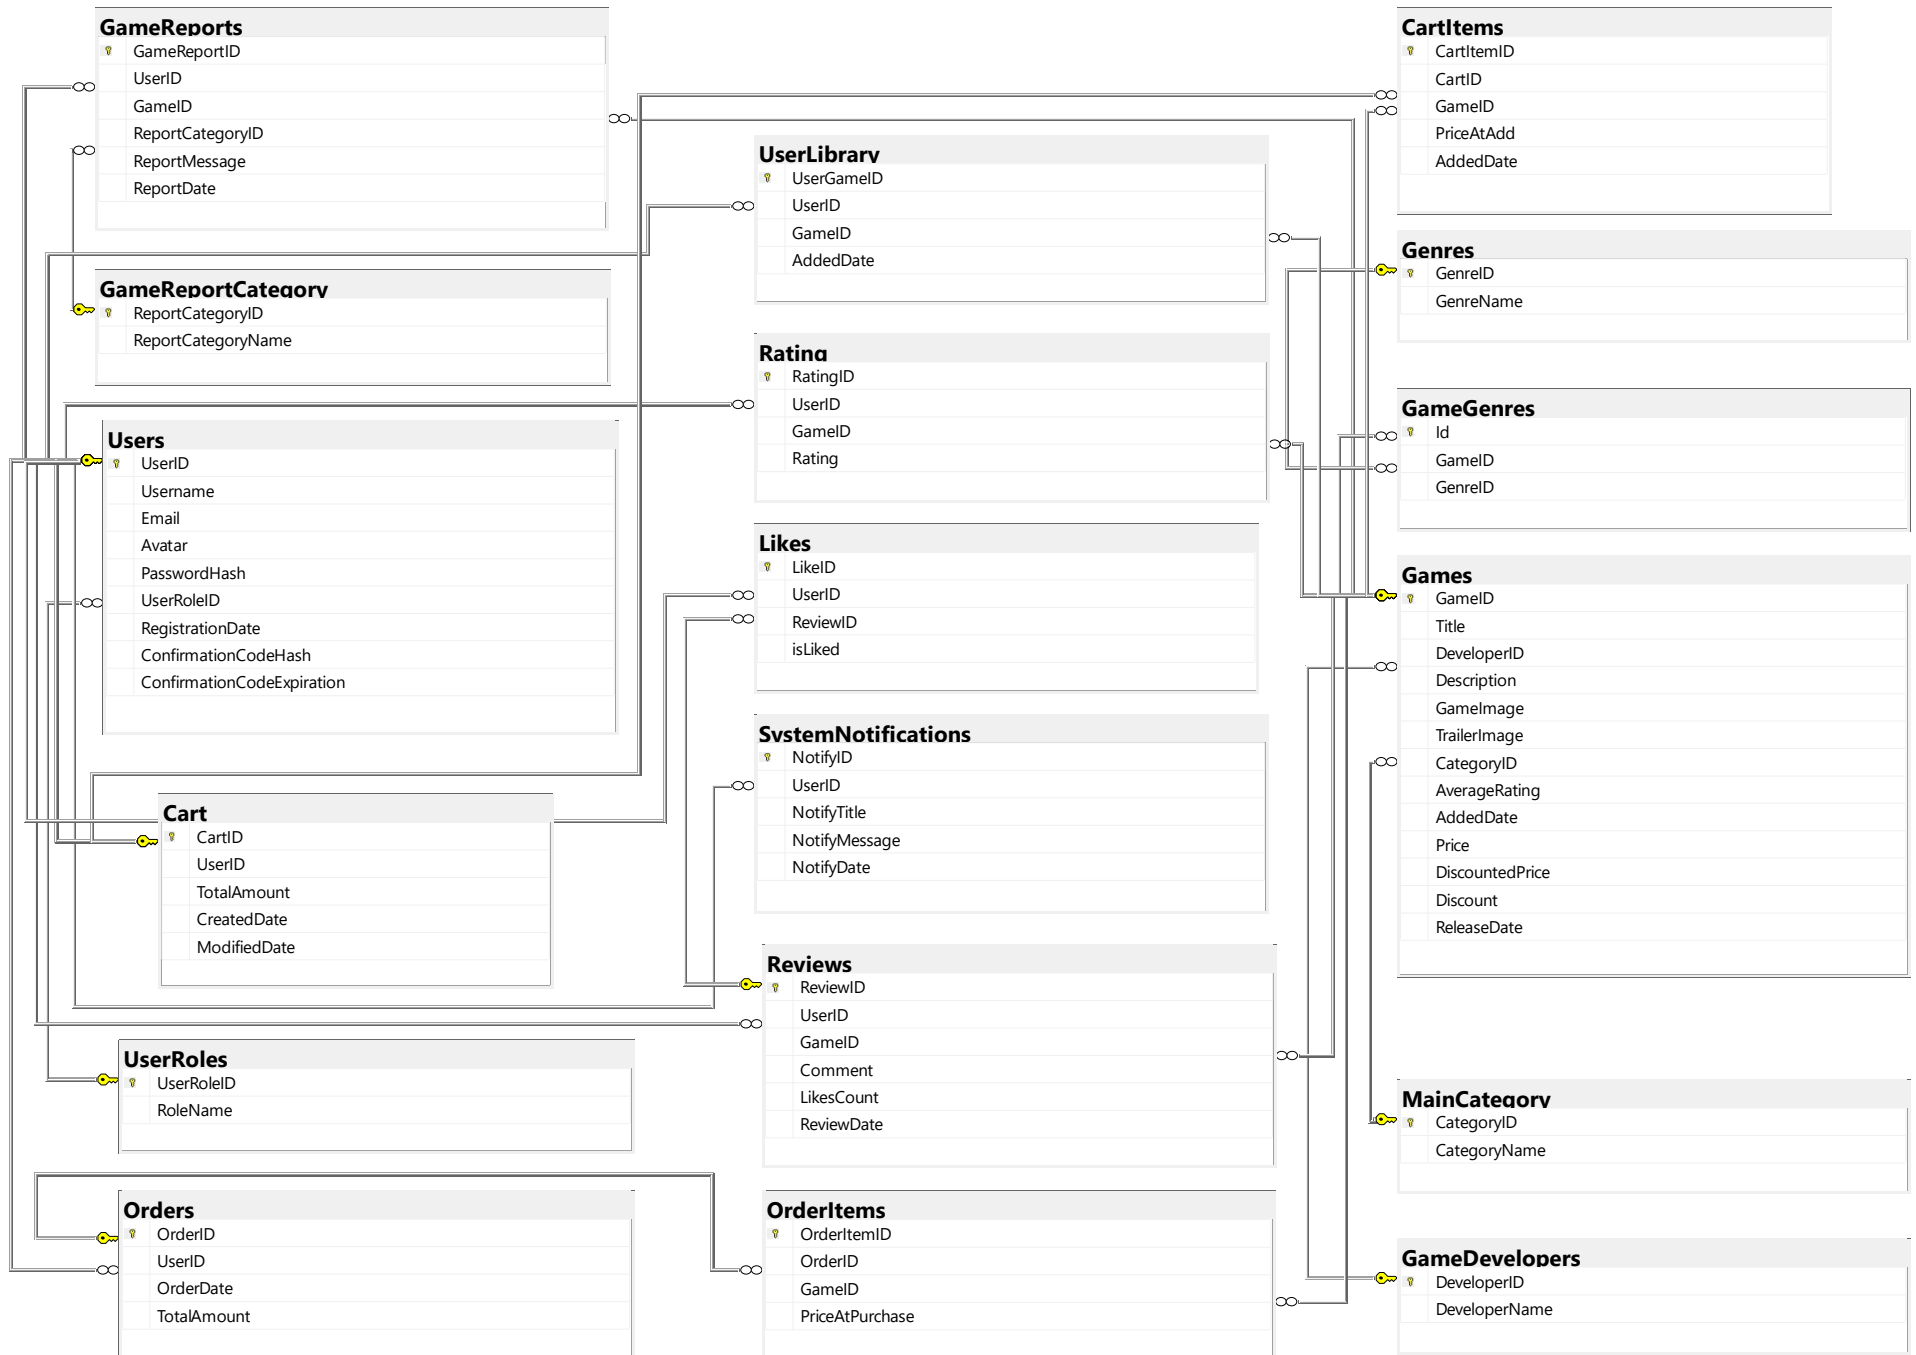 GameReports
GameReportID
UserID
GameID
ReportCategoryID
ReportMessage
ReportDate
GameReportCategory
ReportCategoryID
ReportCategoryName
Users
UserID
Username
Email
Avatar
PasswordHash
UserRoleID
RegistrationDate
ConfirmationCodeHash
ConfirmationCodeExpiration
Cart
CartID
UserID
TotalAmount
CreatedDate
ModifiedDate
UserRoles
UserRoleID
RoleName
Orders
OrderID
UserID
OrderDate
TotalAmount
UserLibrary
UserGameID
UserID
GameID
AddedDate
Rating
RatingID
UserID
GameID
Rating
Likes
LikeID
UserID
ReviewID
isLiked
SystemNotifications
NotifyID
UserID
NotifyTitle
NotifyMessage
NotifyDate
Reviews
ReviewID
UserID
GameID
Comment
LikesCount
ReviewDate
OrderItems
OrderItemID
OrderID
GameID
PriceAtPurchase
CartItems
CartItemID
CartID
GameID
PriceAtAdd
AddedDate
Genres
GenreID
GenreName
GameGenres
Id
GameID
GenreID
Games
GameID
Title
DeveloperID
Description
GameImage
TrailerImage
CategoryID
AverageRating
AddedDate
Price
DiscountedPrice
Discount
ReleaseDate
MainCategory
CategoryID
CategoryName
GameDevelopers
DeveloperID
DeveloperName